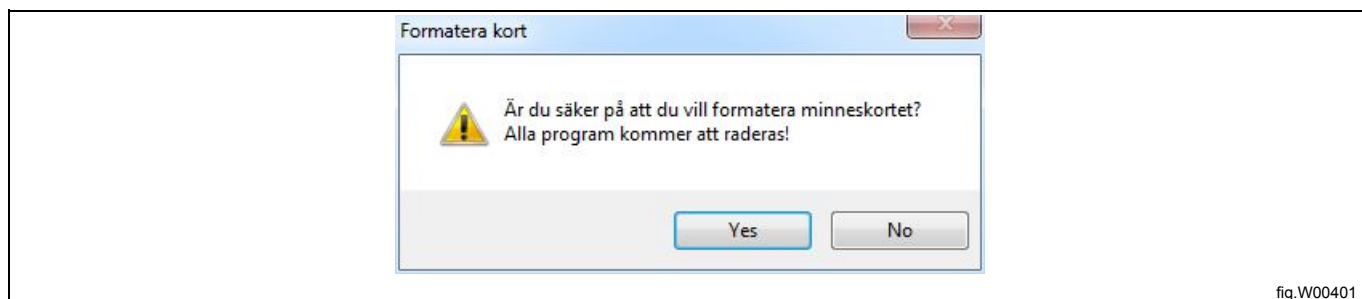 Formatera kort
Är du säker på att du vill formatera minneskortet?
Alla program kommer att raderas!
Yes No
fig.W00401